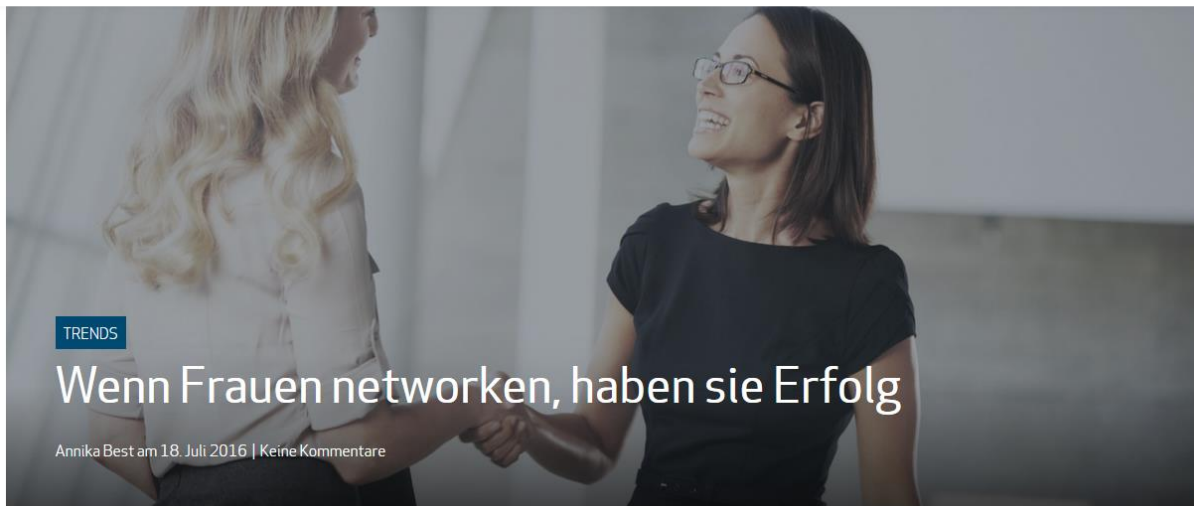 TRENDS
Wenn Frauen networken, haben sie Erfolg
Annika Best am 18. Juli 2016 | Keine Kommentare